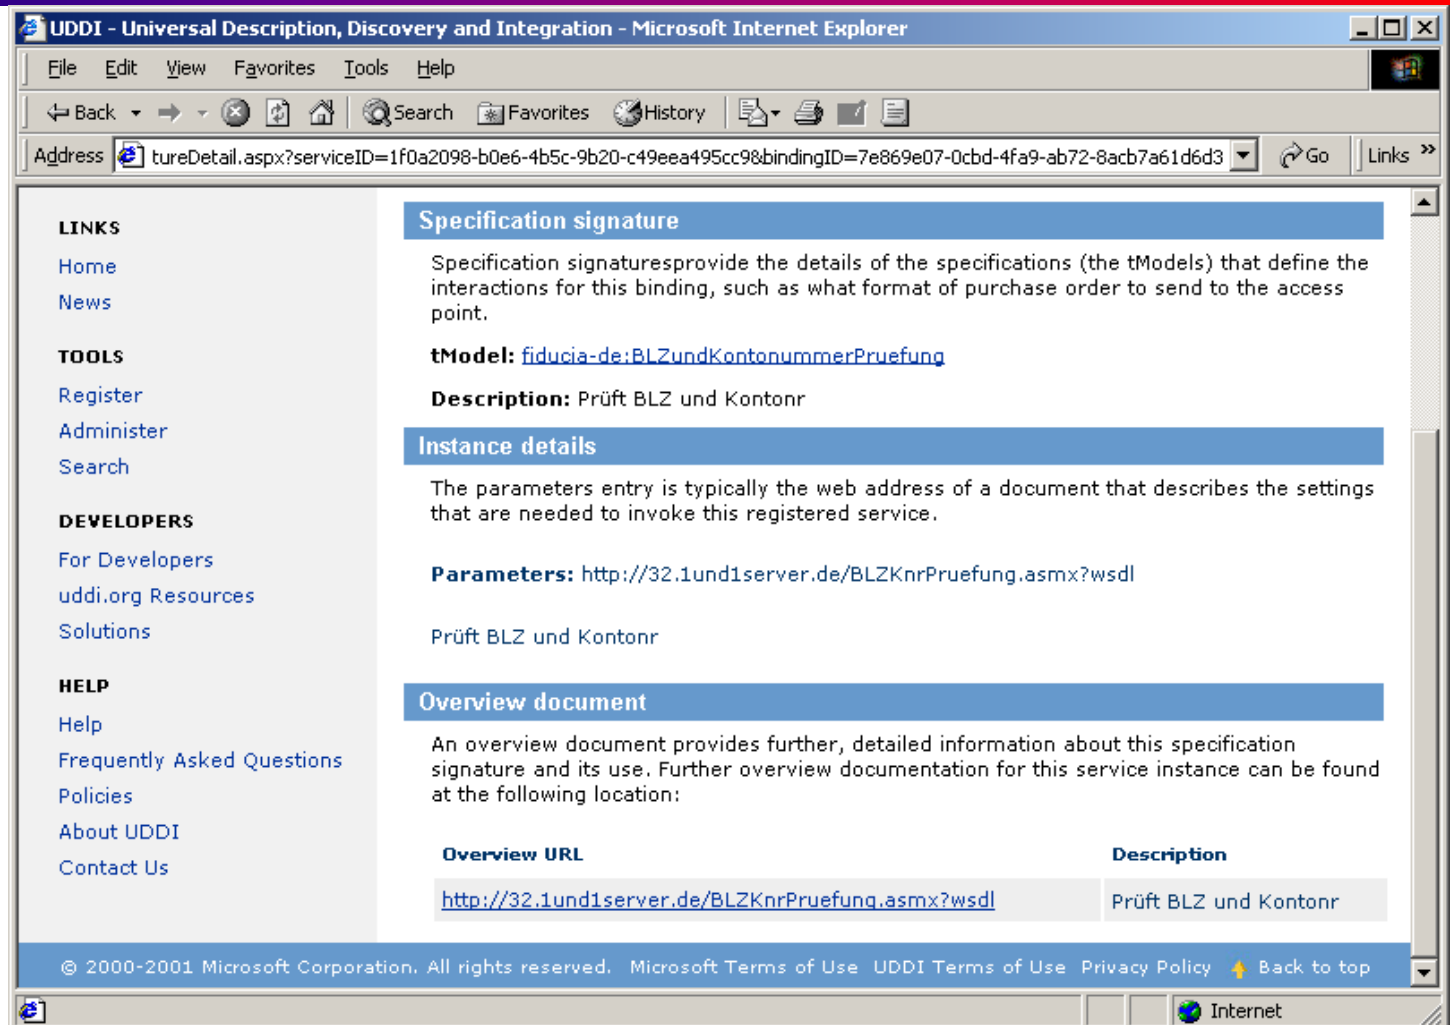 UDDI - Universal Description, Discovery and Integration - Microsoft Internet Explorer
File Edit View Favorites Tools Help
Back Search Favorites History
Address tureDetail.aspx?serviceID=1f0a2098-b0e6-4b5c-9b20-c49eea495cc9&bindingID=7e869e07-0cbd-4fa9-ab72-8acb7a61d6d3 Go Links »
LINKS
Home
News
TOOLS
Register
Administer
Search
DEVELOPERS
For Developers
uddi.org Resources
Solutions
HELP
Help
Frequently Asked Questions
Policies
About UDDI
Contact Us
Specification signature
Specification signaturesprovide the details of the specifications (the tModels) that define the
interactions for this binding, such as what format of purchase order to send to the access
point.
tModel: fiducia-de:BLZundKontonummerPruefung
Description: Prüft BLZ und Kontonr
Instance details
The parameters entry is typically the web address of a document that describes the settings
that are needed to invoke this registered service.
Parameters: http://32.1und1server.de/BLZKnrPruefung.asmx?wsdl
Prüft BLZ und Kontonr
Overview document
An overview document provides further, detailed information about this specification
signature and its use. Further overview documentation for this service instance can be found
at the following location:
Overview URL Description
http://32.1und1server.de/BLZKnrPruefung.asmx?wsdl Prüft BLZ und Kontonr
© 2000-2001 Microsoft Corporation. All rights reserved. Microsoft Terms of Use UDDI Terms of Use Privacy Policy Back to top
Internet